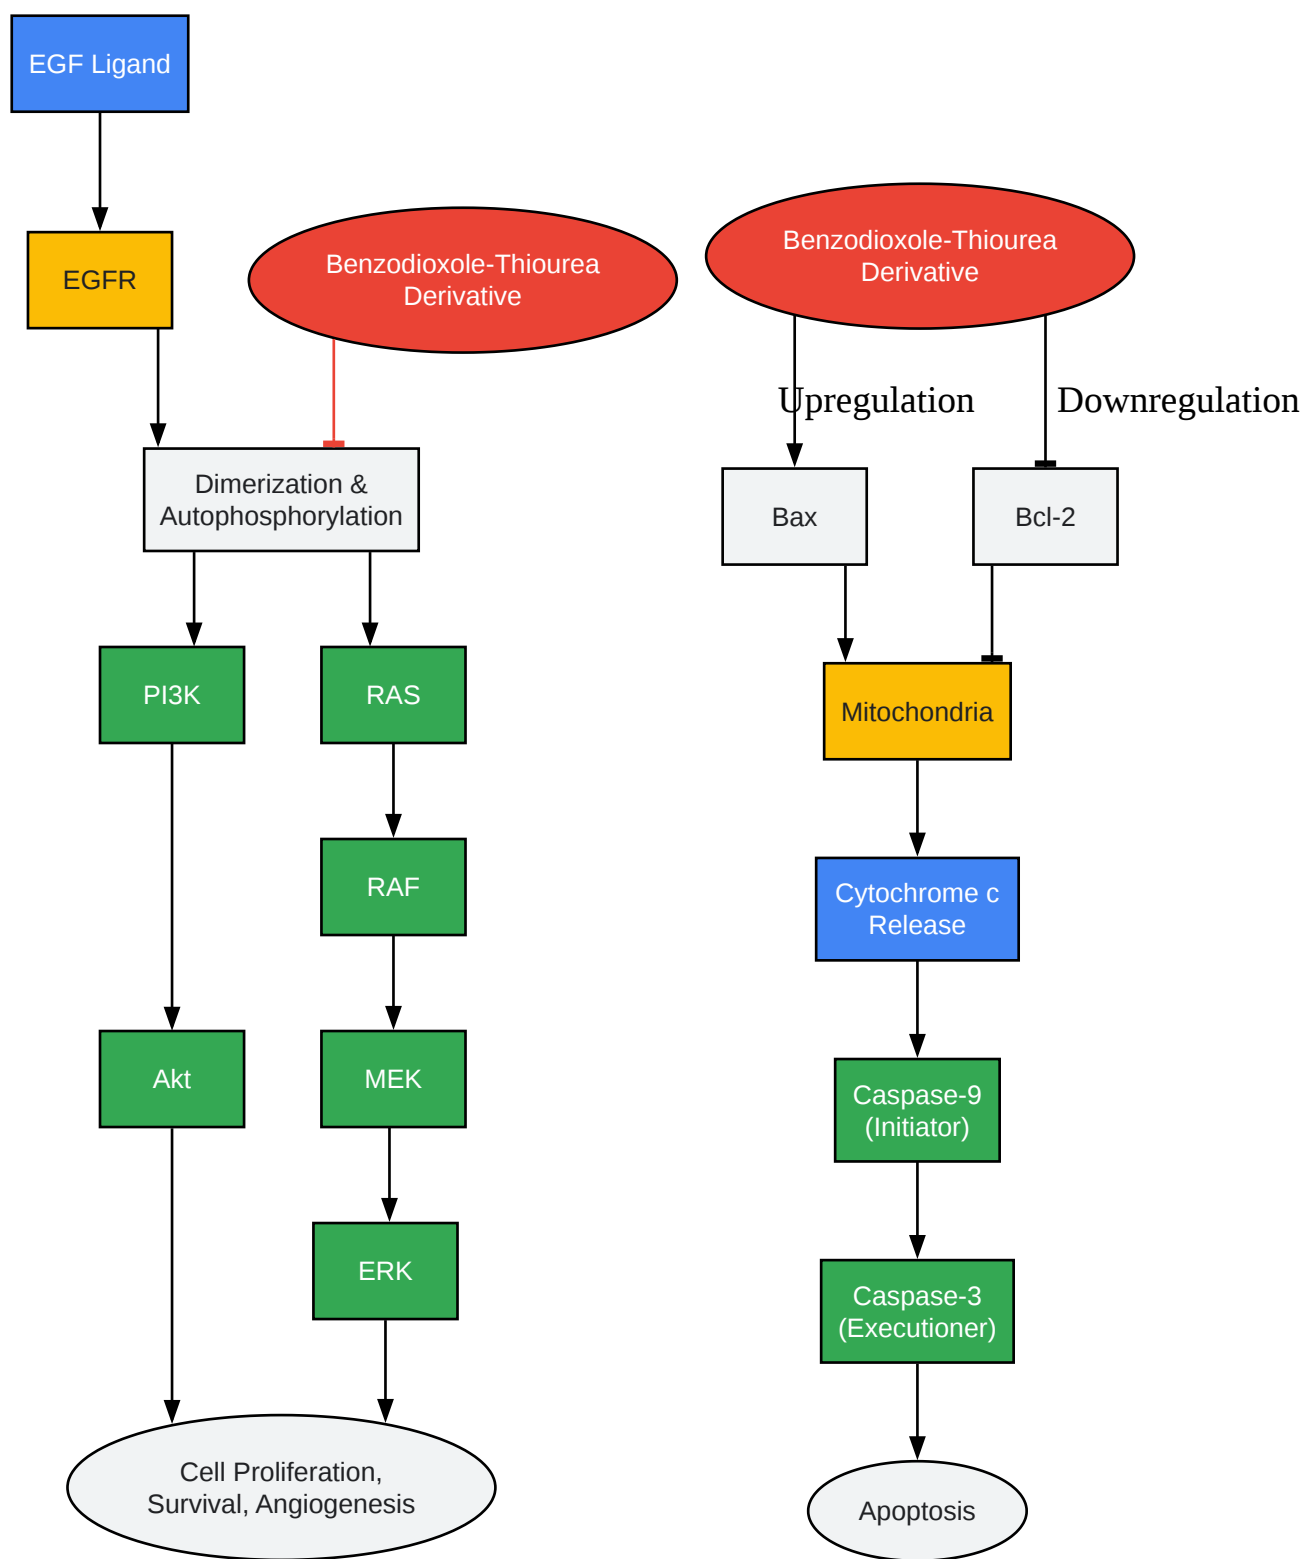 EGF Ligand
EGFR
Benzodioxole-Thiourea
Derivative
Dimerization &
Autophosphorylation
PI3K
RAS
RAF
Akt
MEK
ERK
Cell Proliferation,
Survival, Angiogenesis
Benzodioxole-Thiourea
Derivative
Upregulation
Downregulation
Bax
Bcl-2
Mitochondria
Cytochrome c
Release
Caspase-9
(Initiator)
Caspase-3
(Executioner)
Apoptosis